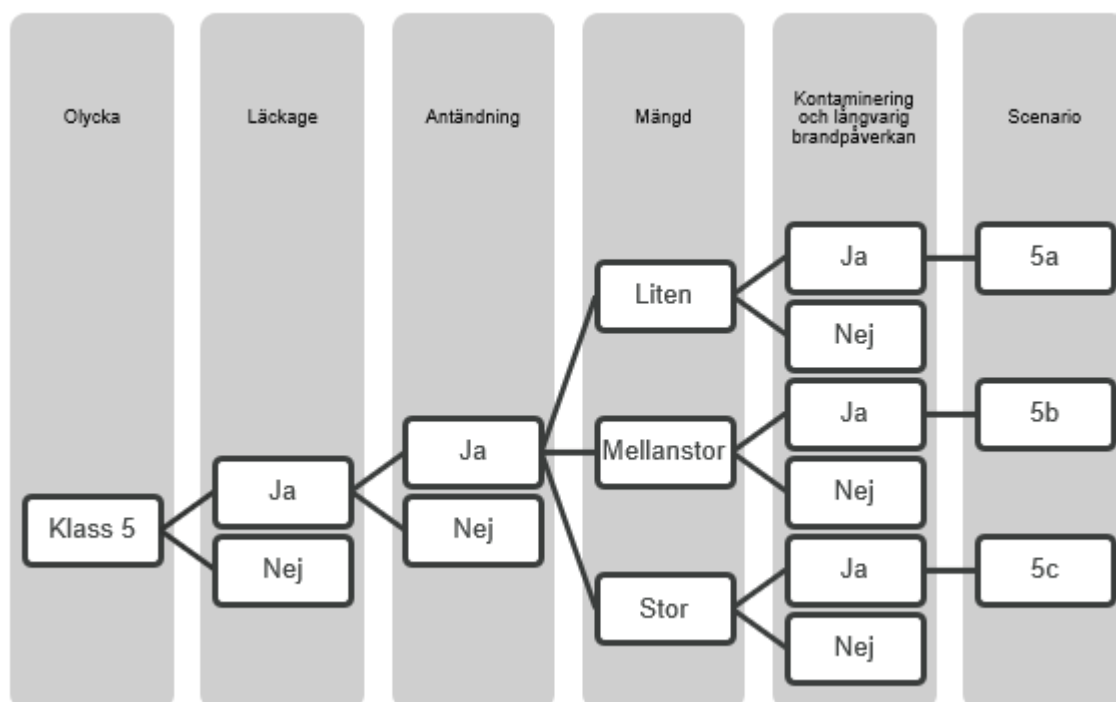 Olycka
Läckage
Antändning
Mängd
Kontaminering
och långvarig
brandpåverkan
Scenario
Ja
5a
Liten
Nej
Ja
5b
Ja
Mellanstor
Nej
Ja
Klass 5
Nej
Nej
Ja
5c
Stor
Nej